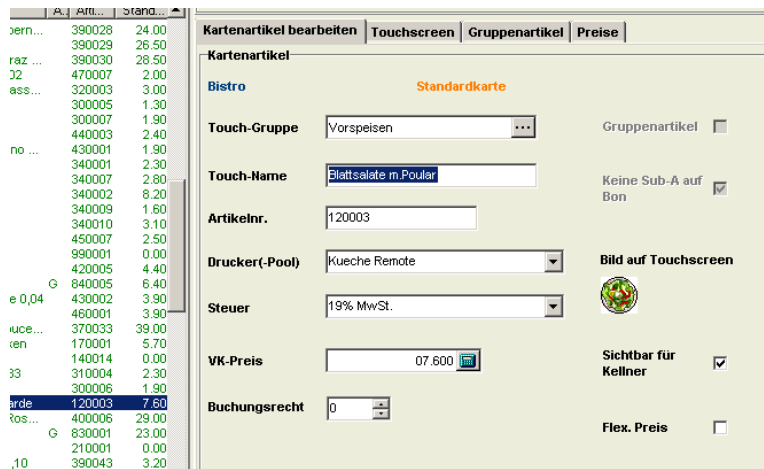 A.. Arti... Stand...
bern... 390028 24.00
390029 26.50
raz ... 390030 28.50
02 470007 2.00
ass... 320003 3.00
300005 1.30
300007 1.90
440003 2.40
no ... 430001 1.90
340001 2.30
340007 2.80
340002 8.20
340009 1.60
340010 3.10
450007 2.50
990001 0.00
420005 4.40
G 840005 6.40
e 0,04 430002 3.90
460001 3.90
uce... 370033 39.00
ken 170001 5.70
140014 0.00
33 310004 2.30
300006 1.90
arde 120003 7.60
Ros... 400006 29.00
G 830001 23.00
210001 0.00
,10 390043 3.20
Kartenartikel bearbeiten Touchscreen Gruppenartikel Preise
Kartenartikel
Bistro Standardkarte
Touch-Gruppe Vorspeisen ... Gruppenartikel
Touch-Name Blattsalate m.Poular
Keine Sub-A auf
Bon
Artikelnr. 120003
Drucker(-Pool) Kueche Remote Bild auf Touchscreen
Steuer 19% MwSt.
VK-Preis 07.600
Sichtbar für
Kellner
Buchungsrecht 0
Flex. Preis